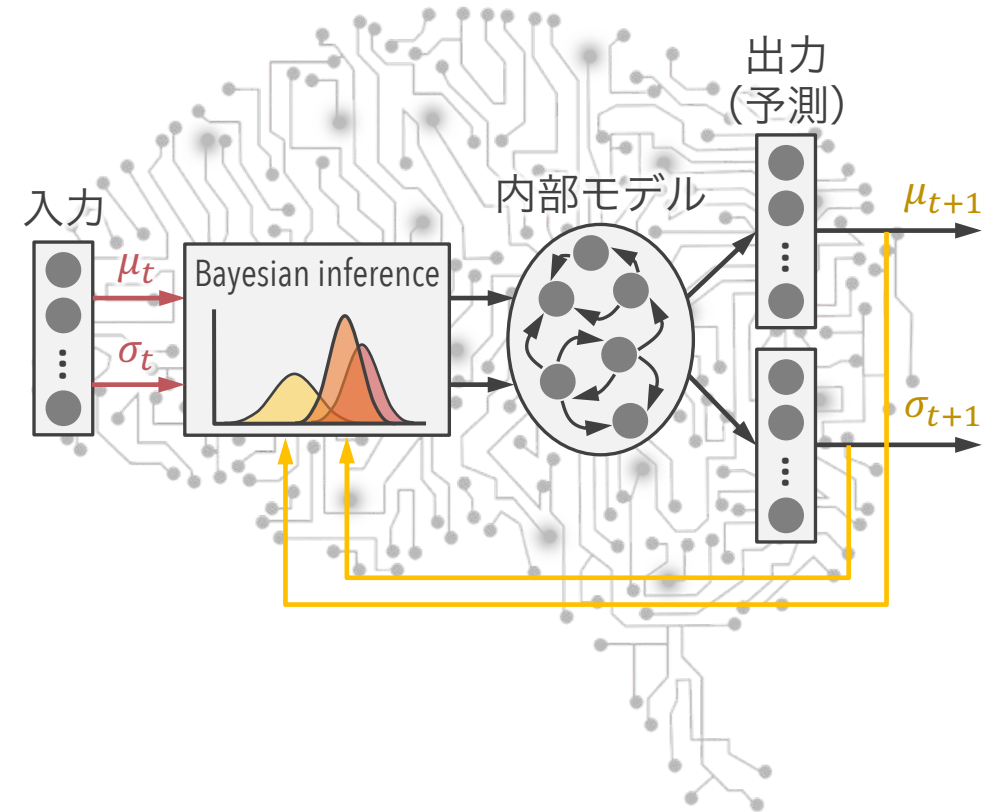 出力
（予測）
内部モデル
入力
μ_{t+1}
μ_t
Bayesian inference
σ_t
σ_{t+1}